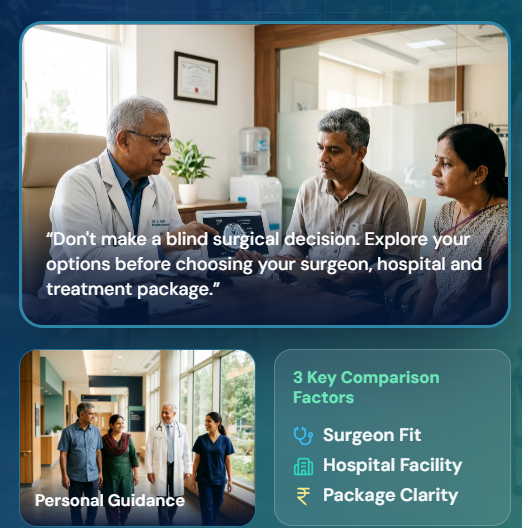 “Don't make a blind surgical decision. Explore your
options before choosing your surgeon, hospital and
treatment package.”
Personal Guidance
3 Key Comparison
Factors
Surgeon Fit
Hospital Facility
₹ Package Clarity